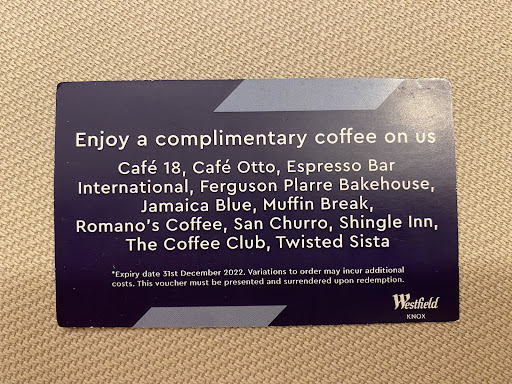 Enjoy a complimentary coffee on us
Café 18, Café Otto, Espresso Bar
International, Ferguson Plarre Bakehouse,
Jamaica Blue, Muffin Break,
Romano's Coffee, San Churro, Shingle Inn,
The Coffee Club, Twisted Sista
*Expiry date 31st December 2022. Variations to order may incur additional
costs. This voucher must be presented and surrendered upon redemption.
Westfield
KNOX